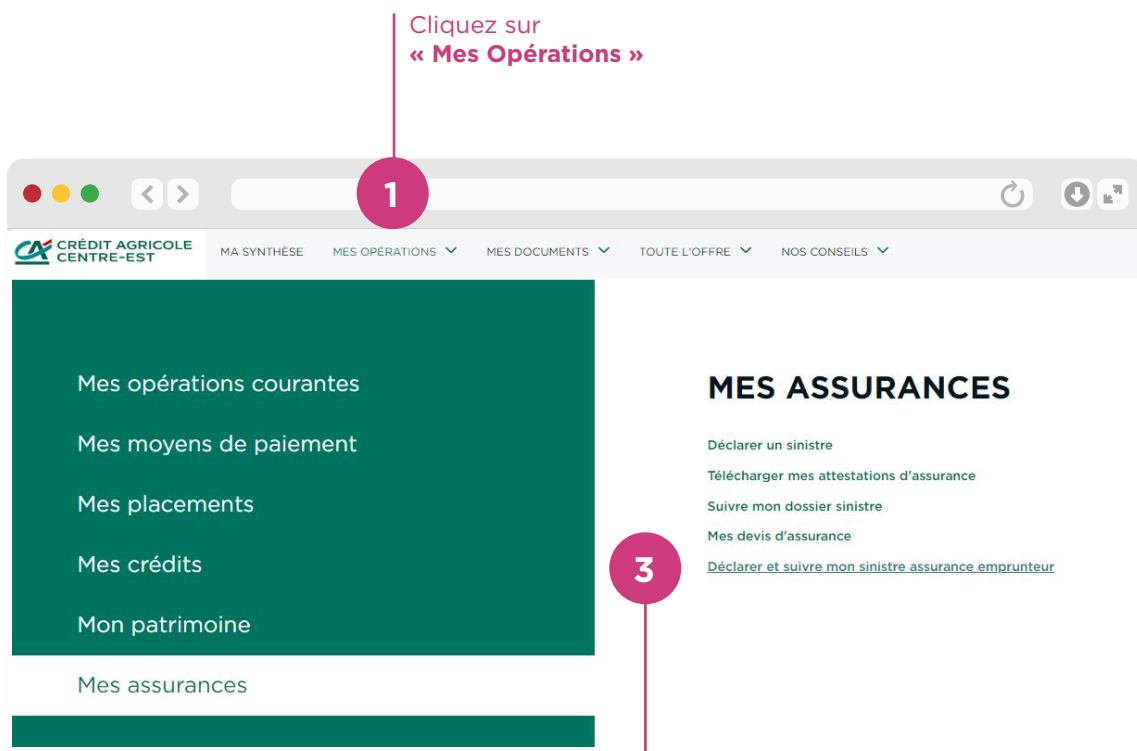 Cliquez sur
« Mes Opérations »
1
CRÉDIT AGRICOLE
CENTRE-EST
MA SYNTHÈSE MES OPÉRATIONS MES DOCUMENTS TOUTE L'OFFRE NOS CONSEILS
Mes opérations courantes
Mes moyens de paiement
Mes placements
Mes crédits
Mon patrimoine
Mes assurances
MES ASSURANCES
Déclarer un sinistre
Télécharger mes attestations d'assurance
Suivre mon dossier sinistre
Mes devis d'assurance
3
Déclarer et suivre mon sinistre assurance emprunteur